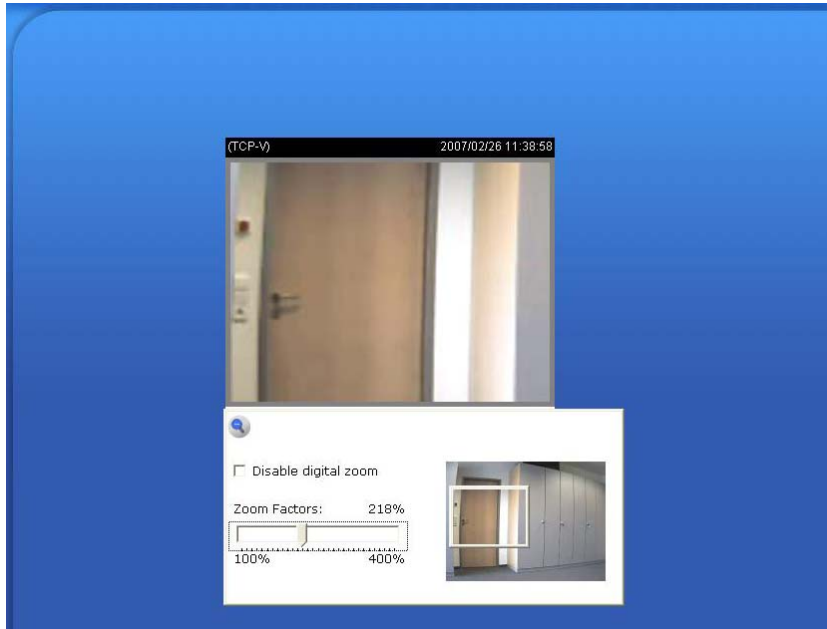 (TCP-V) 2007/02/26 11:38:58
Disable digital zoom
Zoom Factors: 218%
100% 400%